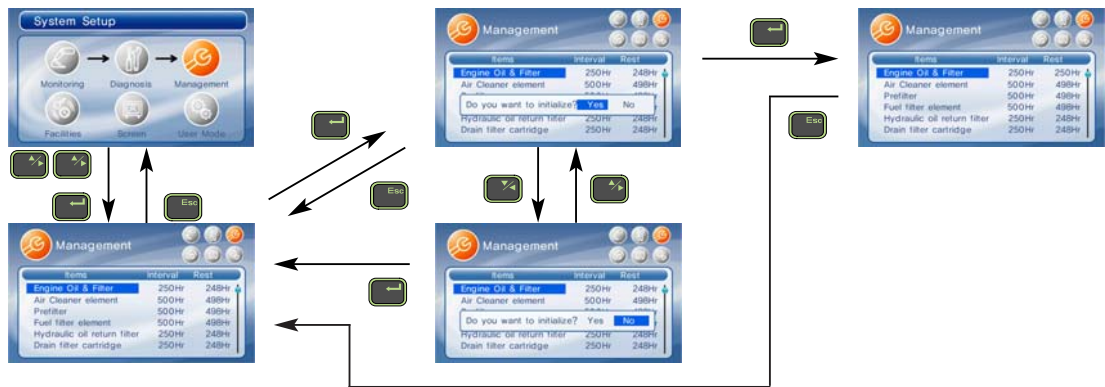 System Setup
Monitoring Diagnosis Management
Facilities Screen User Mode
Esc
Management
Items Interval Rest
Engine Oil & Filter 250Hr 248Hr
Air Cleaner element 500Hr 498Hr
Prefilter 500Hr 498Hr
Fuel filter element 500Hr 498Hr
Hydraulic oil return filter 250Hr 248Hr
Drain filter cartridge 250Hr 248Hr
Esc
Management
Items Interval Rest
Engine Oil & Filter 250Hr 248Hr
Air Cleaner element 500Hr 498Hr
Do you want to initialize? Yes No
Hydraulic oil return filter 250Hr 248Hr
Drain filter cartridge 250Hr 248Hr
Management
Items Interval Rest
Engine Oil & Filter 250Hr 248Hr
Air Cleaner element 500Hr 498Hr
Do you want to initialize? Yes No
Hydraulic oil return filter 250Hr 248Hr
Drain filter cartridge 250Hr 248Hr
Management
Items Interval Rest
Engine Oil & Filter 250Hr 250Hr
Air Cleaner element 500Hr 498Hr
Prefilter 500Hr 498Hr
Fuel filter element 500Hr 498Hr
Hydraulic oil return filter 250Hr 248Hr
Drain filter cartridge 250Hr 248Hr
Esc